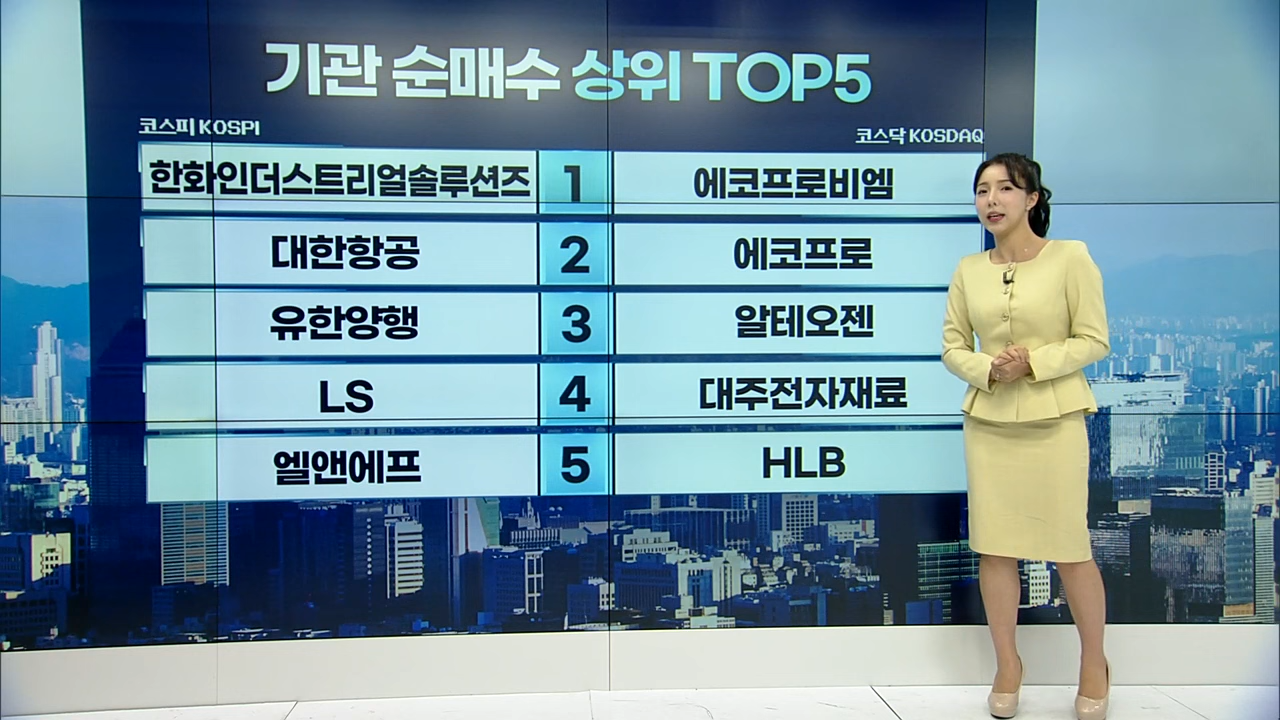 기관 순매수 상위 TOP5
코스피 KOSPI
코스닥 KOSDAQ
한화인더스트리얼솔루션즈 1 에코프로비엠
대한항공 2 에코프로
유한양행 3 알테오젠
LS 4 대주전자재료
엘앤에프 5 HLB